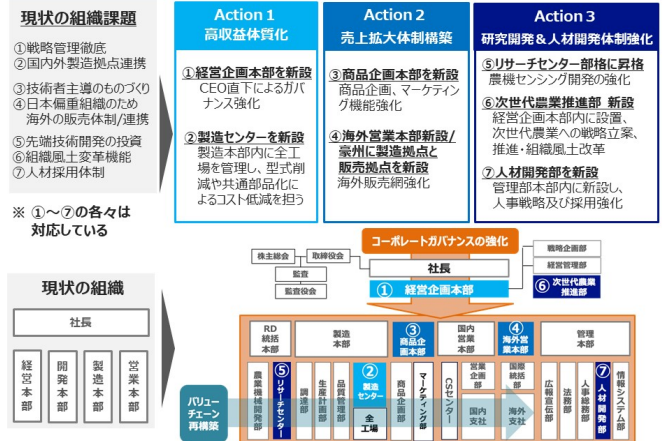 現状の組織課題
①戦略管理徹底
②国内外製造拠点連携
③技術者主導のものづくり
④日本偏重組織のため
海外の販売体制/連携
⑤先端技術開発の投資
⑥組織風土変革機能
⑦人材採用体制
※ ①~⑦の各々は
対応している
Action 1
高収益体質化
①経営企画本部を新設
CEO直下によるガバ
ナンス強化
②製造センターを新設
製造本部内に全工
場を管理し、型式削
減や共通部品化に
よるコスト低減を担う
Action 2
売上拡大体制構築
③商品企画本部を新設
商品企画、マーケティ
ング機能強化
④海外営業本部新設/
豪州に製造拠点と
販売拠点を新設
海外販売網強化
Action 3
研究開発&人材開発体制強化
⑤リサーチセンター部格に昇格
農機センシング開発の強化
⑥次世代農業推進部 新設
経営企画本部内に設置、
次世代農業への戦略立案、
推進・組織風土改革
⑦人材開発部を新設
管理部本部内に新設し、
人事戦略及び採用強化
現状の組織
社長
経営本部
開発本部
製造本部
営業本部
コーポレートガバナンスの強化
株主総会
取締役会
監査
監査役会
社長
① 経営企画本部
戦略企画部
経営管理部
⑥ 次世代農業
推進部
RD
統括
本部
製造
本部
③
商品企
画本部
国内
営業
本部
④
海外営
業本部
管理
本部
バリュー
チェーン
再構築
農業機械開発部
⑤
リサーチセンター
調達部
生産計画部
品質管理部
②
製造
センター
全
工場
商品企画部
マーケティング部
CSセンター
営業
企画
部
国内
支社
国際
統括
部
海外
支社
広報宣伝部
法務部
人事総務部
⑦
人材開発部
情報システム部